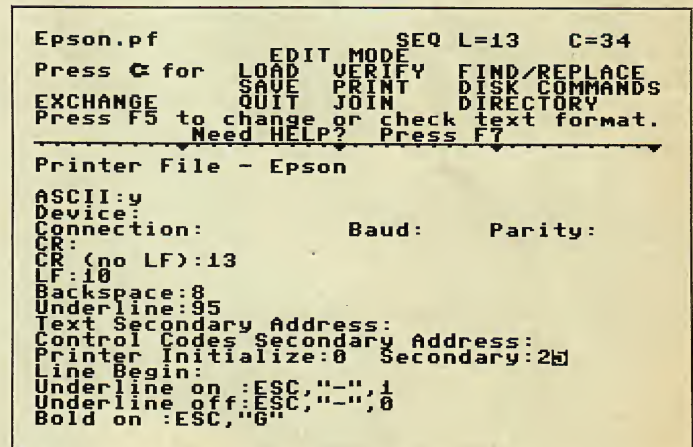 Epson.pf SEQ L=13 C=34
EDIT MODE
Press C= for LOAD VERIFY FIND/REPLACE
SAVE PRINT DISK COMMANDS
EXCHANGE QUIT JOIN DIRECTORY
Press F5 to change or check text format.
Need HELP? Press F7
Printer File - Epson
ASCII:y
Device:
Connection: Baud: Parity:
CR:
CR (no LF):13
LF:10
Backspace:8
Underline:95
Text Secondary Address:
Control Codes Secondary Address:
Printer Initialize:0 Secondary:25
Line Begin:
Underline on :ESC,"-",1
Underline off:ESC,"-",0
Bold on :ESC,"G"